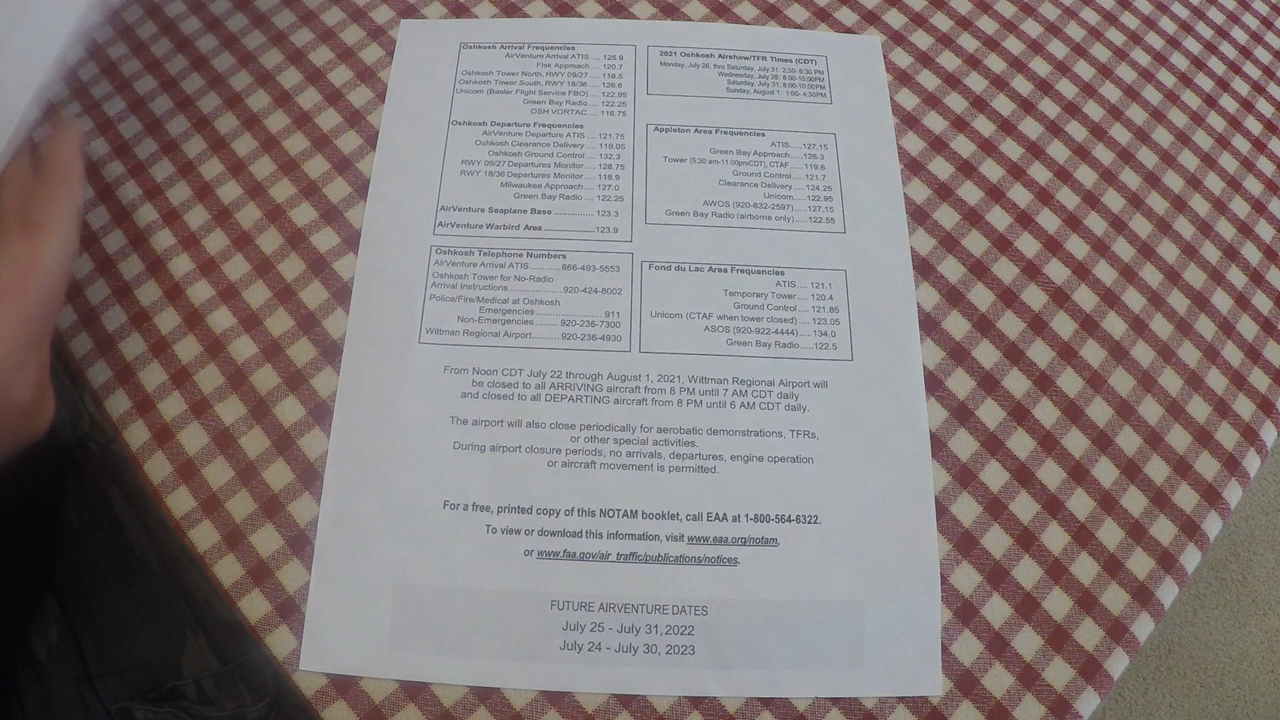 Oshkosh Arrival Frequencies
AirVenture Arrival ATIS .... 125.9
Fisk Approach .... 120.7
Oshkosh Tower North, RWY 09/27 .... 118.5
Oshkosh Tower South, RWY 18/36 .... 126.6
Unicom (Basler Flight Service FBO) .... 122.95
Green Bay Radio .... 122.25
OSH VORTAC .... 116.75
Oshkosh Departure Frequencies
AirVenture Departure ATIS .... 121.75
Oshkosh Clearance Delivery .... 119.05
Oshkosh Ground Control .... 132.3
RWY 09/27 Departures Monitor .... 128.75
RWY 18/36 Departures Monitor .... 118.9
Milwaukee Approach .... 127.0
Green Bay Radio .... 122.25
AirVenture Seaplane Base ............... 123.3
AirVenture Warbird Area .....................123.9
Oshkosh Telephone Numbers
AirVenture Arrival ATIS...........866-493-5553
Oshkosh Tower for No-Radio
Arrival Instructions...................920-424-8002
Police/Fire/Medical at Oshkosh
Emergencies ....................... 911
Non-Emergencies ........ 920-236-7300
Wittman Regional Airport..........920-236-4930
2021 Oshkosh Airshow/TFR Times (CDT)
Monday, July 26, thru Saturday, July 31: 2:30- 6:30 PM
Wednesday, July 28: 8:00-10:00PM
Saturday, July 31: 8:00-10:00PM
Sunday, August 1: 1:00- 4:30PM
Appleton Area Frequencies
ATIS....127.15
Green Bay Approach....126.3
Tower (5:30 am-11:00pmCDT), CTAF .... 119.6
Ground Control ....121.7
Clearance Delivery....124.25
Unicom....122.95
AWOS (920-832-2597).....127.15
Green Bay Radio (airborne only).....122.55
Fond du Lac Area Frequencies
ATIS.... 121.1
Temporary Tower .... 120.4
Ground Control .... 121.85
Unicom (CTAF when tower closed) .... 123.05
ASOS (920-922-4444).... 134.0
Green Bay Radio.....122.5
From Noon CDT July 22 through August 1, 2021, Wittman Regional Airport will
be closed to all ARRIVING aircraft from 8 PM until 7 AM CDT daily
and closed to all DEPARTING aircraft from 8 PM until 6 AM CDT daily.
The airport will also close periodically for aerobatic demonstrations, TFRs,
or other special activities.
During airport closure periods, no arrivals, departures, engine operation
or aircraft movement is permitted.
For a free, printed copy of this NOTAM booklet, call EAA at 1-800-564-6322.
To view or download this information, visit www.eaa.org/notam,
or www.faa.gov/air_traffic/publications/notices.
FUTURE AIRVENTURE DATES
July 25 - July 31,2022
July 24 - July 30, 2023